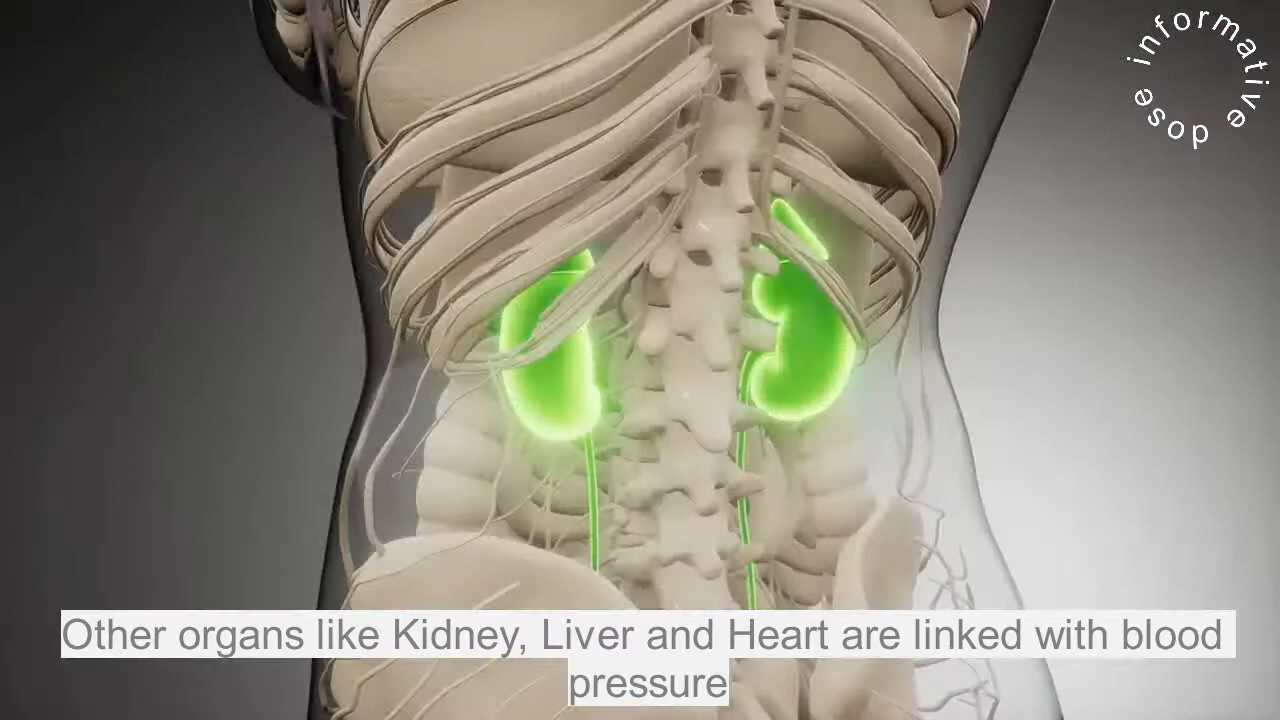 informative dose
Other organs like Kidney, Liver and Heart are linked with blood
pressure